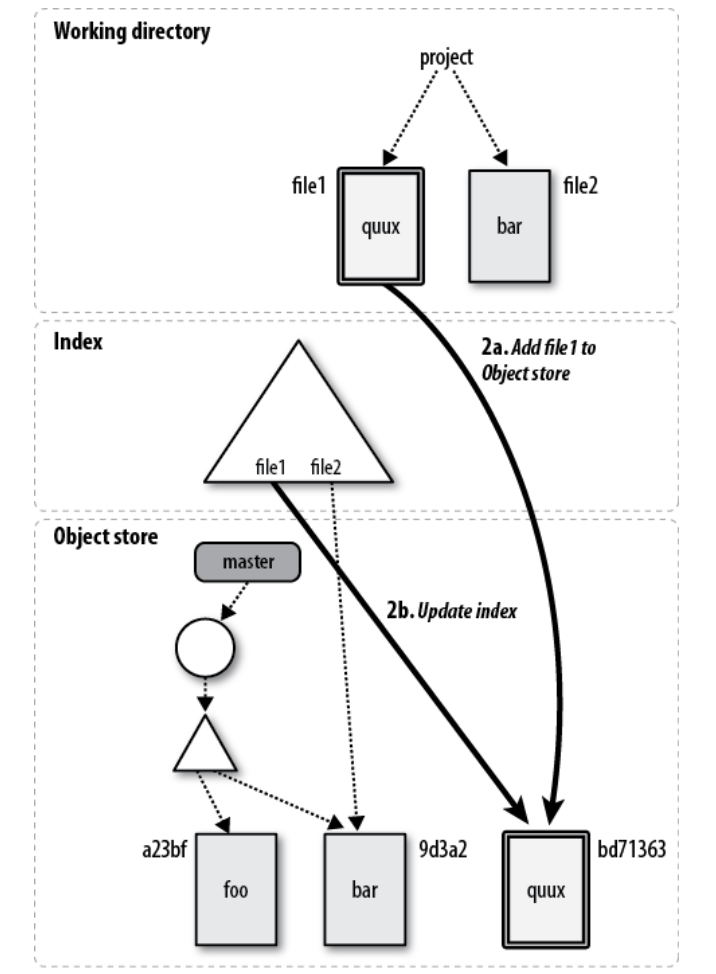 Working directory
project
file1
file2
quux
bar
Index
2a. Add file1 to
Object store
file1 file2
Object store
master
2b. Update index
a23bf
9d3a2
bd71363
foo
bar
quux